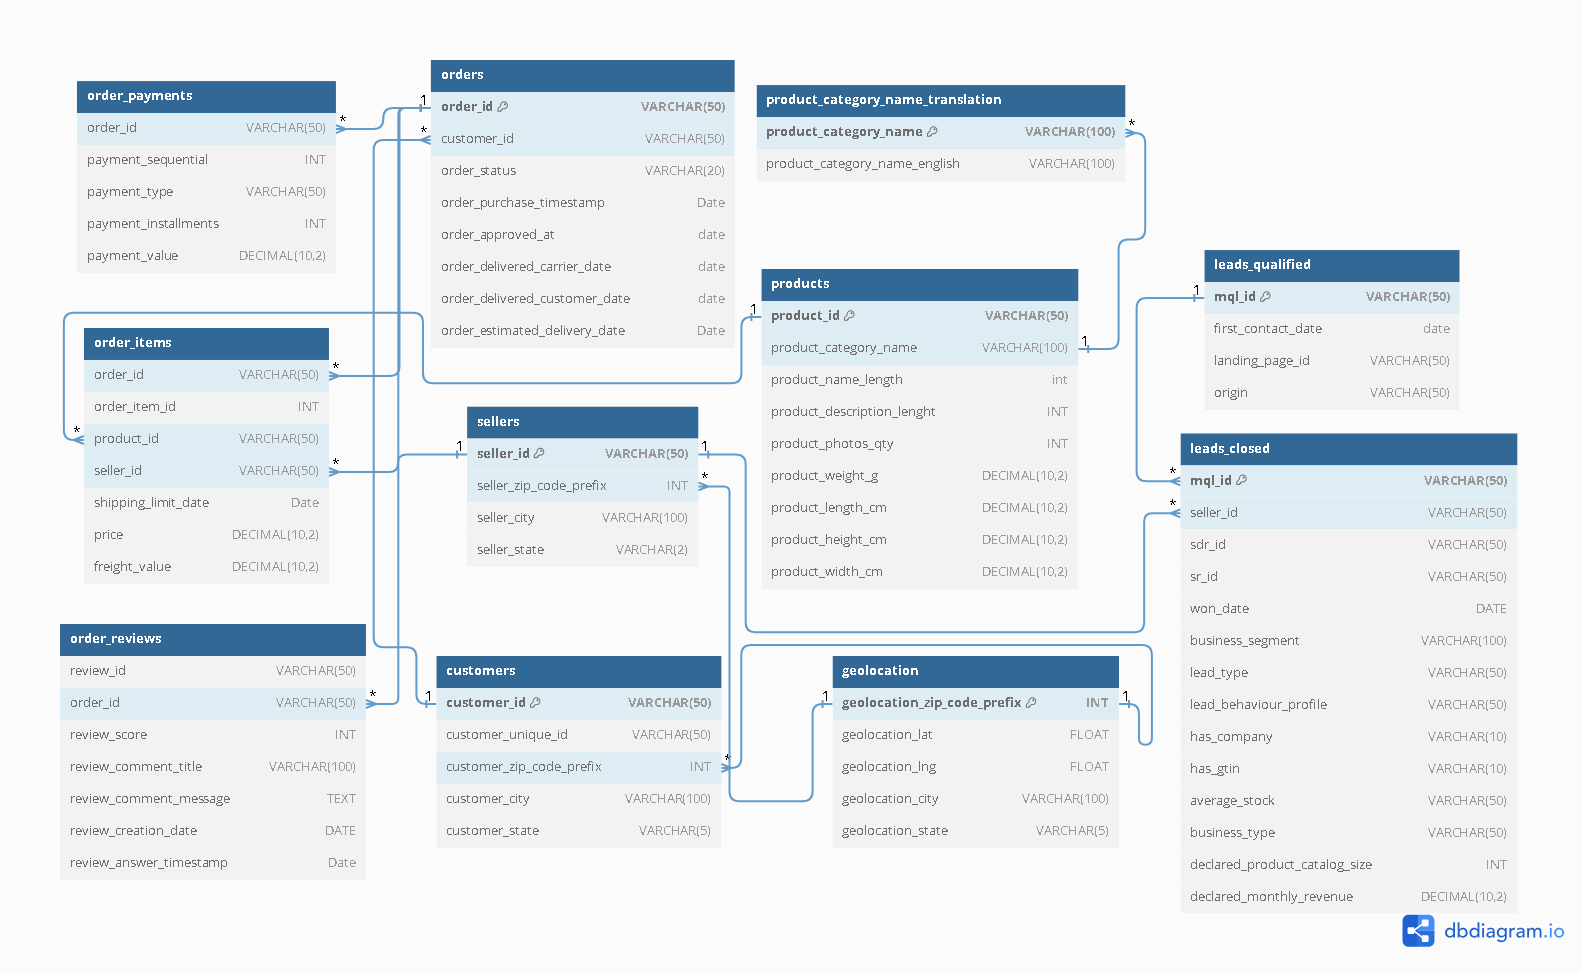 order_payments
order_id VARCHAR(50)
payment_sequential INT
payment_type VARCHAR(50)
payment_installments INT
payment_value DECIMAL(10,2)
*
orders
1
order_id VARCHAR(50)
*
customer_id VARCHAR(50)
order_status VARCHAR(20)
order_purchase_timestamp Date
order_approved_at date
order_delivered_carrier_date date
order_delivered_customer_date date
order_estimated_delivery_date Date
product_category_name_translation
product_category_name VARCHAR(100)
*
product_category_name_english VARCHAR(100)
order_items
order_id VARCHAR(50)
*
order_item_id INT
*
product_id VARCHAR(50)
seller_id VARCHAR(50)
*
shipping_limit_date Date
price DECIMAL(10,2)
freight_value DECIMAL(10,2)
products
1
product_id VARCHAR(50)
product_category_name VARCHAR(100)
1
product_name_length int
product_description_lenght INT
product_photos_qty INT
product_weight_g DECIMAL(10,2)
product_length_cm DECIMAL(10,2)
product_height_cm DECIMAL(10,2)
product_width_cm DECIMAL(10,2)
leads_qualified
1
mql_id VARCHAR(50)
first_contact_date date
landing_page_id VARCHAR(50)
origin VARCHAR(50)
sellers
1
seller_id VARCHAR(50)
1
seller_zip_code_prefix INT
*
seller_city VARCHAR(100)
seller_state VARCHAR(2)
leads_closed
*
mql_id VARCHAR(50)
*
seller_id VARCHAR(50)
sdr_id VARCHAR(50)
sr_id VARCHAR(50)
won_date DATE
business_segment VARCHAR(100)
lead_type VARCHAR(50)
lead_behaviour_profile VARCHAR(50)
has_company VARCHAR(10)
has_gtin VARCHAR(10)
average_stock VARCHAR(50)
business_type VARCHAR(50)
declared_product_catalog_size INT
declared_monthly_revenue DECIMAL(10,2)
order_reviews
review_id VARCHAR(50)
order_id VARCHAR(50)
*
review_score INT
review_comment_title VARCHAR(100)
review_comment_message TEXT
review_creation_date DATE
review_answer_timestamp Date
customers
1
customer_id VARCHAR(50)
customer_unique_id VARCHAR(50)
customer_zip_code_prefix INT
*
customer_city VARCHAR(100)
customer_state VARCHAR(5)
geolocation
1
geolocation_zip_code_prefix INT
1
geolocation_lat FLOAT
geolocation_lng FLOAT
geolocation_city VARCHAR(100)
geolocation_state VARCHAR(5)
dbdiagram.io